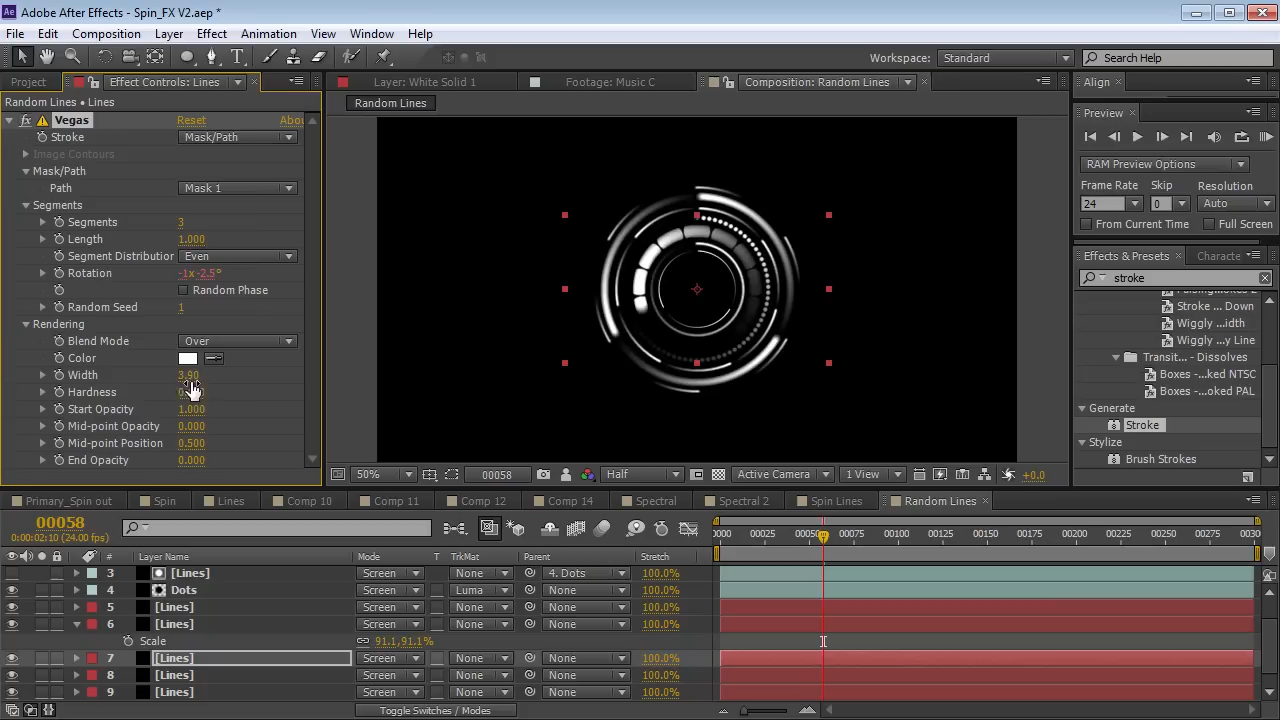 Ae Adobe After Effects - Spin_FX V2.aep *
File Edit Composition Layer Effect Animation View Window Help
Workspace: Standard Search Help
Project Effect Controls: Lines
Random Lines • Lines
fx Vegas Reset Abou
Stroke Mask/Path
Image Contours
Mask/Path
Path Mask 1
Segments
Segments 3
Length 1.000
Segment Distribution Even
Rotation -1x-2.5°
Random Phase
Random Seed 1
Rendering
Blend Mode Over
Color
Width 3.90
Hardness
Start Opacity 1.000
Mid-point Opacity 0.000
Mid-point Position 0.500
End Opacity 0.000
Layer: White Solid 1 Footage: Music C Composition: Random Lines
Random Lines
50% 00058 Half Active Camera 1 View +0.0
Align
Preview
RAM Preview Options
Frame Rate Skip Resolution
24 0 Auto
From Current Time Full Screen
Effects & Presets Characte
stroke
Stroke ... Down
Wiggly ...idth
Wiggly ...y Line
Transit... - Dissolves
Boxes -...ked NTSC
Boxes -...oked PAL
Generate
Stroke
Stylize
Brush Strokes
Primary_Spin out Spin Lines Comp 10 Comp 11 Comp 12 Comp 14 Spectral Spectral 2 Spin Lines Random Lines
00058
0:00:02:10 (24.00 fps)
0000 00025 00050 00075 00100 00125 00150 00175 00200 00225 00250 00275 0030
# Layer Name Mode T TrkMat Parent Stretch
3 [Lines] Screen None 4. Dots 100.0%
4 Dots Screen Luma None 100.0%
5 [Lines] Screen None None 100.0%
6 [Lines] Screen None None 100.0%
Scale 91.1,91.1%
7 [Lines] Screen None None 100.0%
8 [Lines] Screen None None 100.0%
9 [Lines] Screen None None 100.0%
Toggle Switches / Modes